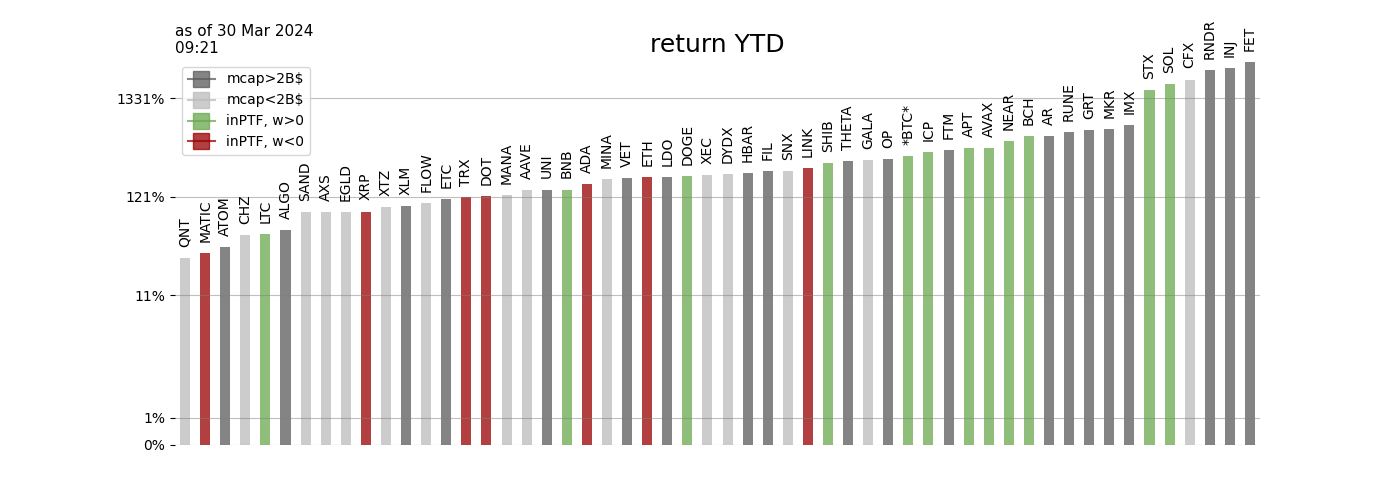 as of 30 Mar 2024
09:21
return YTD
mcap>2B$
mcap<2B$
inPTF, w>0
inPTF, w<0
1331%
121%
11%
1%
0%
QNT
MATIC
ATOM
CHZ
LTC
ALGO
SAND
AXS
EGLD
XRP
XTZ
XLM
FLOW
ETC
TRX
DOT
MANA
AAVE
UNI
BNB
ADA
MINA
VET
ETH
LDO
DOGE
XEC
DYDX
HBAR
FIL
SNX
LINK
SHIB
THETA
GALA
OP
*BTC*
ICP
FTM
APT
AVAX
NEAR
BCH
AR
RUNE
GRT
MKR
IMX
STX
SOL
CFX
RNDR
INJ
FET